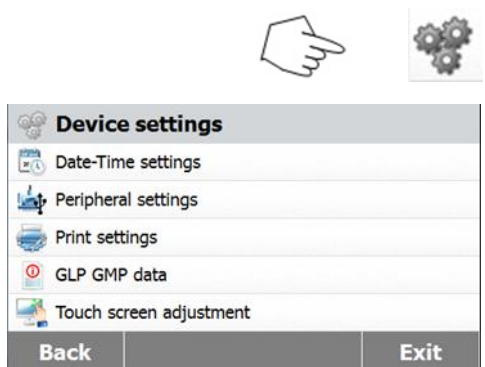 Device settings
Date-Time settings
Peripheral settings
Print settings
GLP GMP data
Touch screen adjustment
Back
Exit